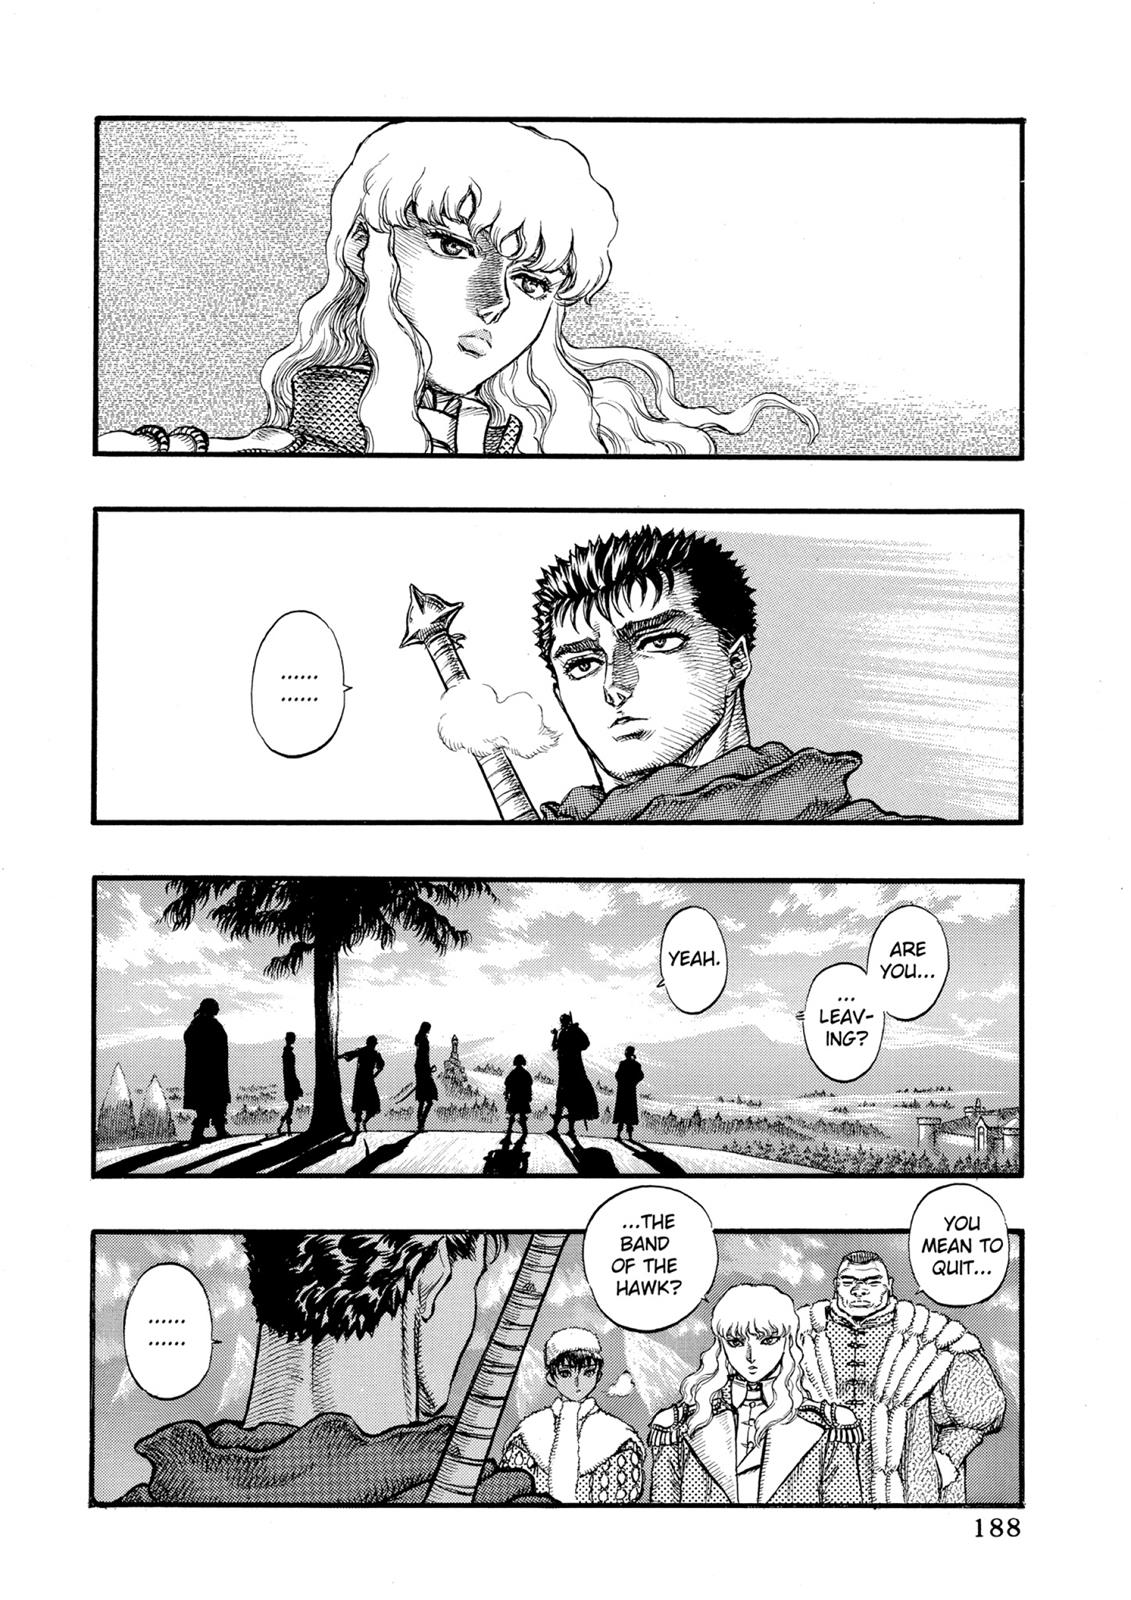 ......
......
ARE
YOU...
...
LEAV-
ING?
YEAH.
YOU
MEAN TO
QUIT...
...THE
BAND
OF THE
HAWK?
......
......
188